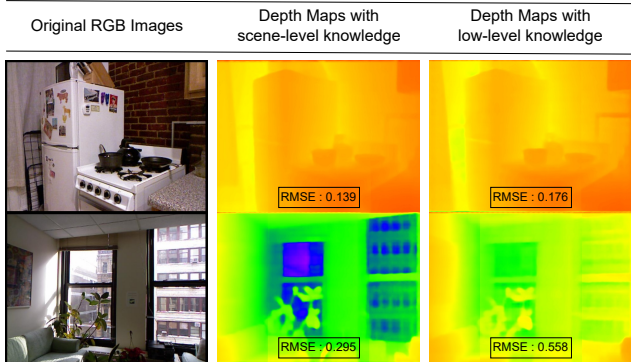 Original RGB Images
Depth Maps with
scene-level knowledge
Depth Maps with
low-level knowledge
RMSE : 0.139
RMSE : 0.176
RMSE : 0.295
RMSE : 0.558